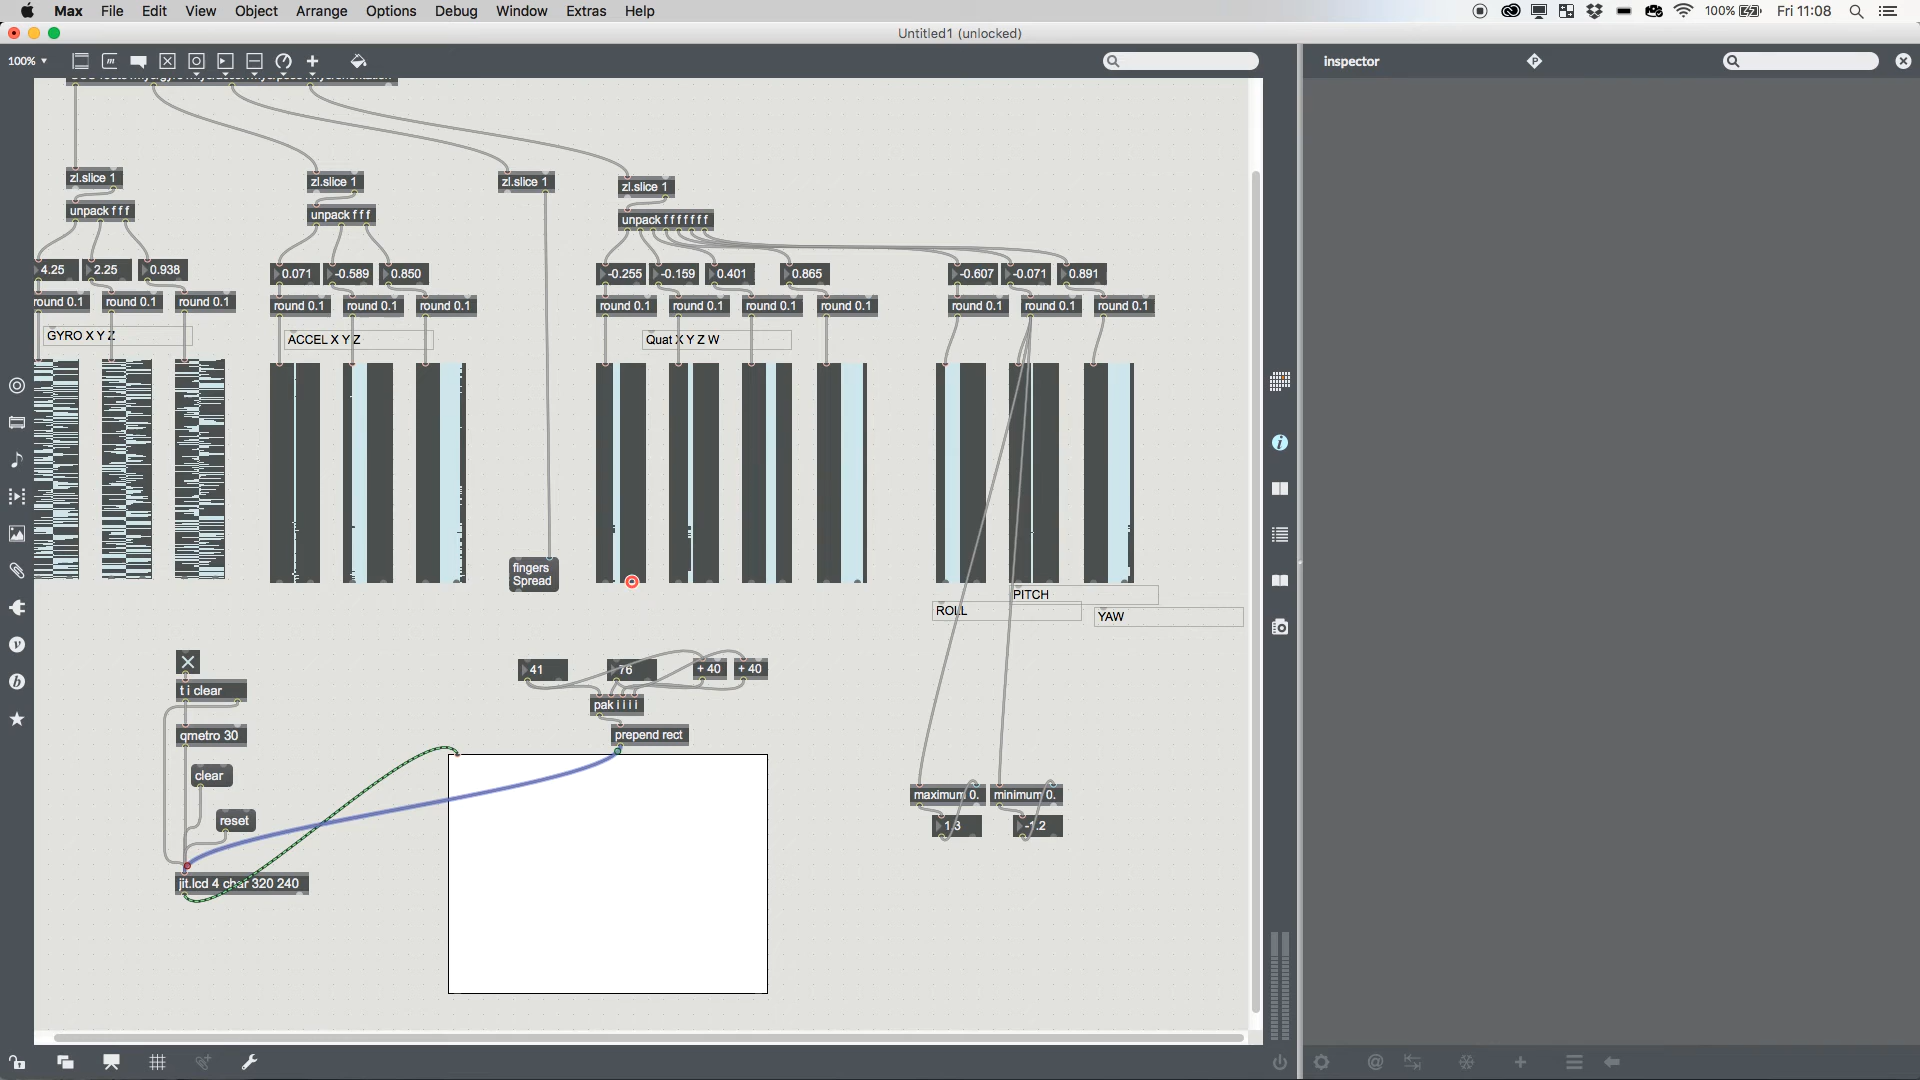 Max File Edit View Object Arrange Options Debug Window Extras Help
100% Fri 11:08
Untitled1 (unlocked)
100%
inspector
zl.slice 1
zl.slice 1
zl.slice 1
zl.slice 1
unpack f f f
unpack f f f
unpack f f f f f f f
4.25 2.25 0.938
0.071 -0.589 0.850
-0.255 -0.159 0.401 0.865
-0.607 -0.071 0.891
round 0.1 round 0.1 round 0.1
round 0.1 round 0.1 round 0.1
round 0.1 round 0.1 round 0.1 round 0.1
round 0.1 round 0.1 round 0.1
GYRO X Y Z
ACCEL X Y Z
Quat X Y Z W
fingers
Spread
PITCH
ROLL
YAW
41 76 + 40 + 40
t i clear
pak i i i i
qmetro 30
prepend rect
clear
reset
maximum 0. minimum 0.
1.3 -1.2
jit.lcd 4 char 320 240